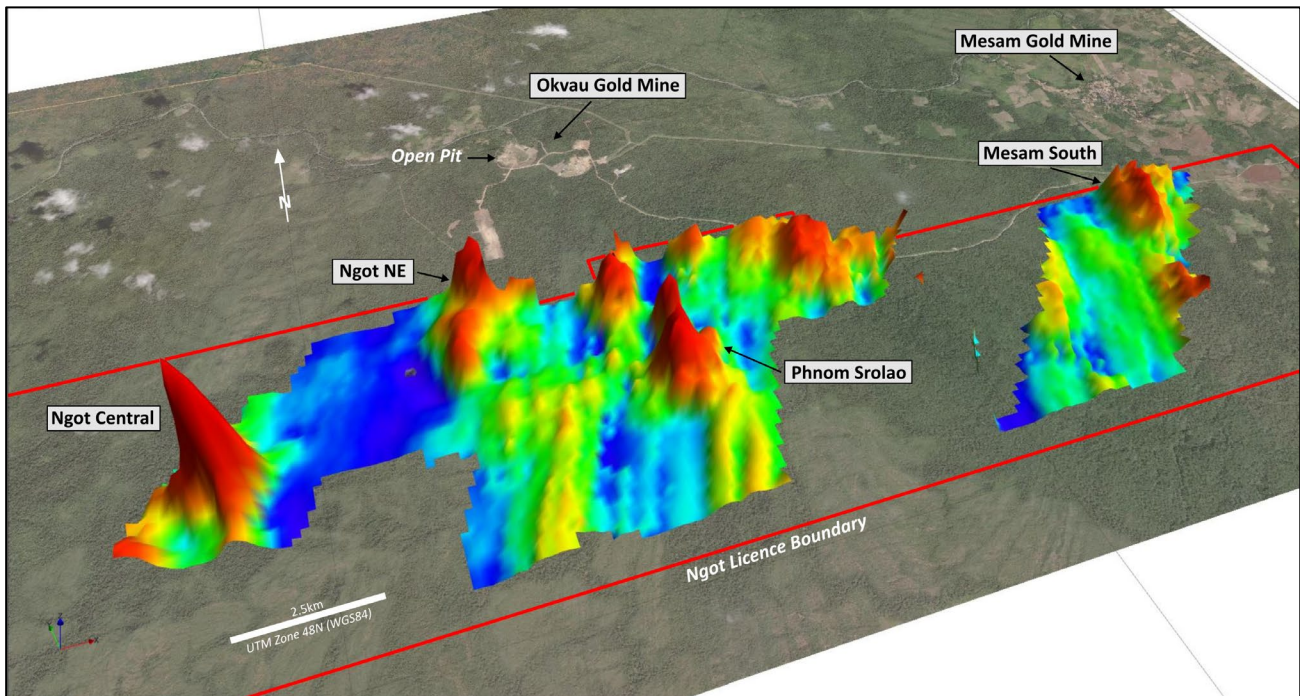 Mesam Gold Mine
Okvau Gold Mine
Open Pit
Mesam South
N
Ngot NE
Phnom Srolao
Ngot Central
Ngot Licence Boundary
2.5km
UTM Zone 48N (WGS84)